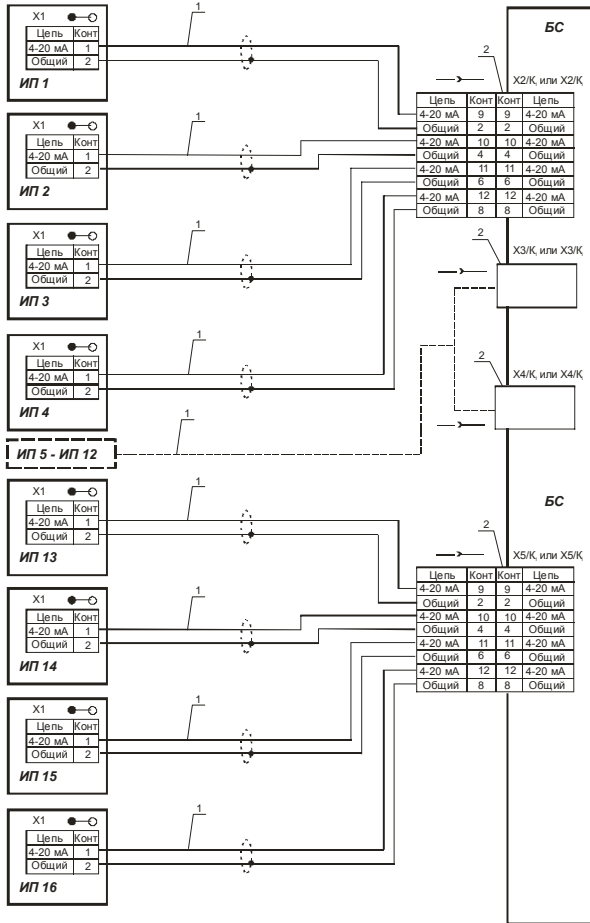 X1
Цепь Конт
4-20 мА 1
Общий 2
ИП 1
1
X1
Цепь Конт
4-20 мА 1
Общий 2
ИП 2
1
X1
Цепь Конт
4-20 мА 1
Общий 2
ИП 3
1
X1
Цепь Конт
4-20 мА 1
Общий 2
ИП 4
1
ИП 5 - ИП 12
1
X1
Цепь Конт
4-20 мА 1
Общий 2
ИП 13
1
X1
Цепь Конт
4-20 мА 1
Общий 2
ИП 14
1
X1
Цепь Конт
4-20 мА 1
Общий 2
ИП 15
1
X1
Цепь Конт
4-20 мА 1
Общий 2
ИП 16
1
БС
2
X2/К, или X2/К,
Цепь Конт Конт Цепь
4-20 мА 9 9 4-20 мА
Общий 2 2 Общий
4-20 мА 10 10 4-20 мА
Общий 4 4 Общий
4-20 мА 11 11 4-20 мА
Общий 6 6 Общий
4-20 мА 12 12 4-20 мА
Общий 8 8 Общий
2
X3/К, или X3/К,
2
X4/К, или X4/К,
БС
2
X5/К, или X5/К,
Цепь Конт Конт Цепь
4-20 мА 9 9 4-20 мА
Общий 2 2 Общий
4-20 мА 10 10 4-20 мА
Общий 4 4 Общий
4-20 мА 11 11 4-20 мА
Общий 6 6 Общий
4-20 мА 12 12 4-20 мА
Общий 8 8 Общий